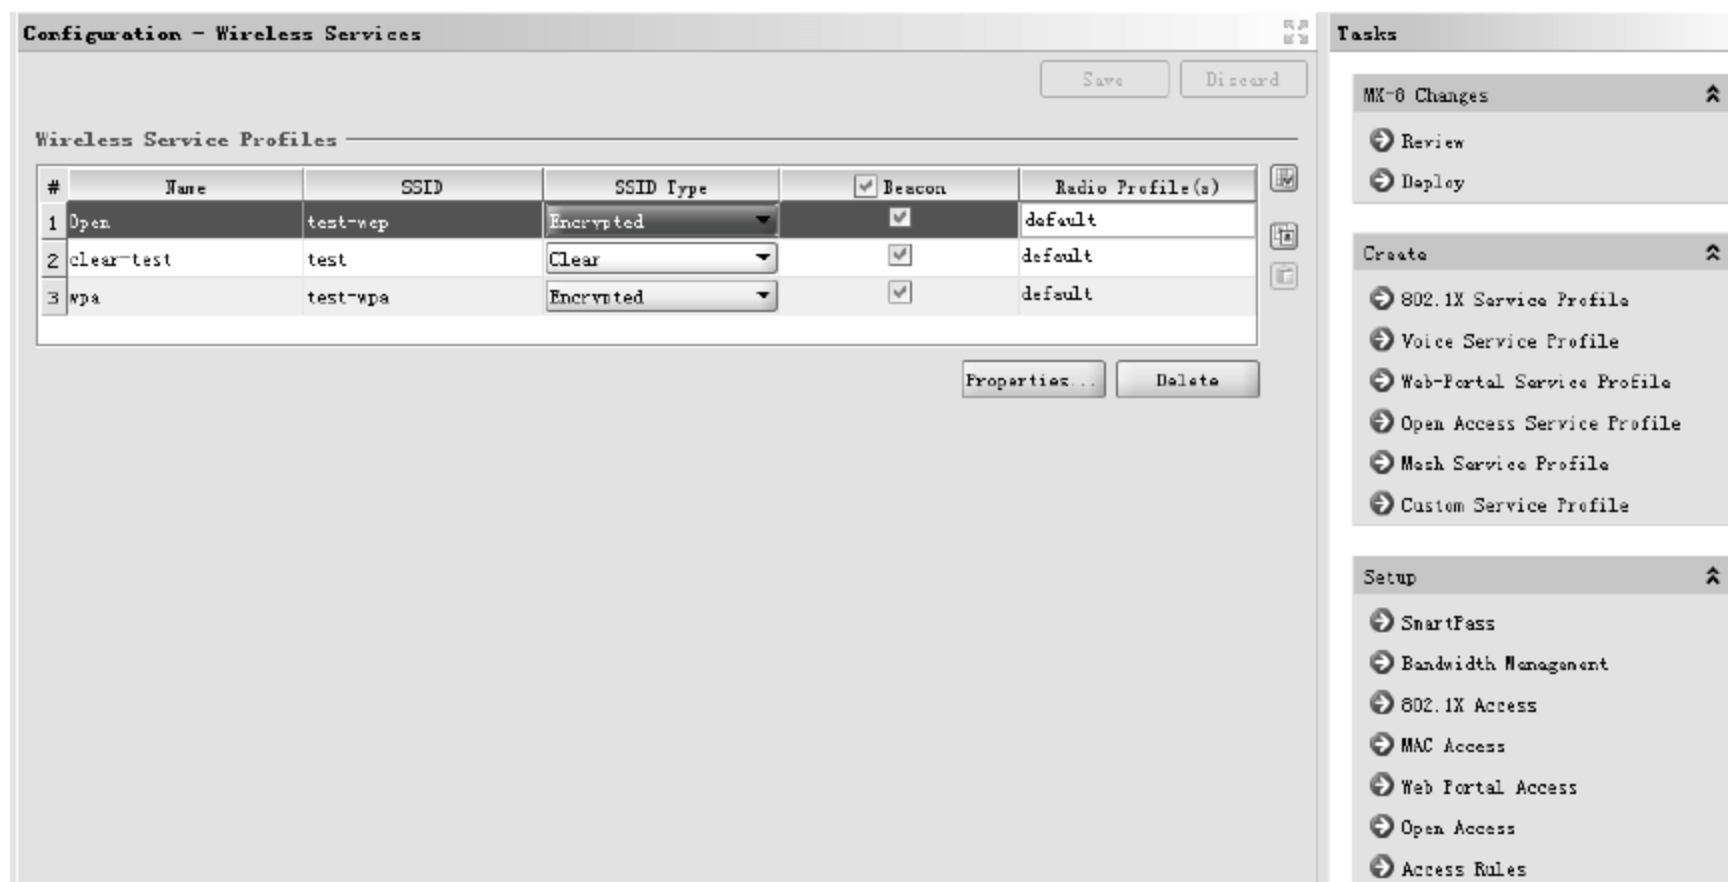 Configuration - Wireless Services
Save Discard
Wireless Service Profiles
# Name SSID SSID Type Beacon Radio Profile(s)
1 Open test-wep Encrypted default
2 clear-test test Clear default
3 wpa test-wpa Encrypted default
Properties... Delete
Tasks
MX-8 Changes
Review
Deploy
Create
802.1X Service Profile
Voice Service Profile
Web-Portal Service Profile
Open Access Service Profile
Mesh Service Profile
Custom Service Profile
Setup
SmartPass
Bandwidth Management
802.1X Access
MAC Access
Web Portal Access
Open Access
Access Rules